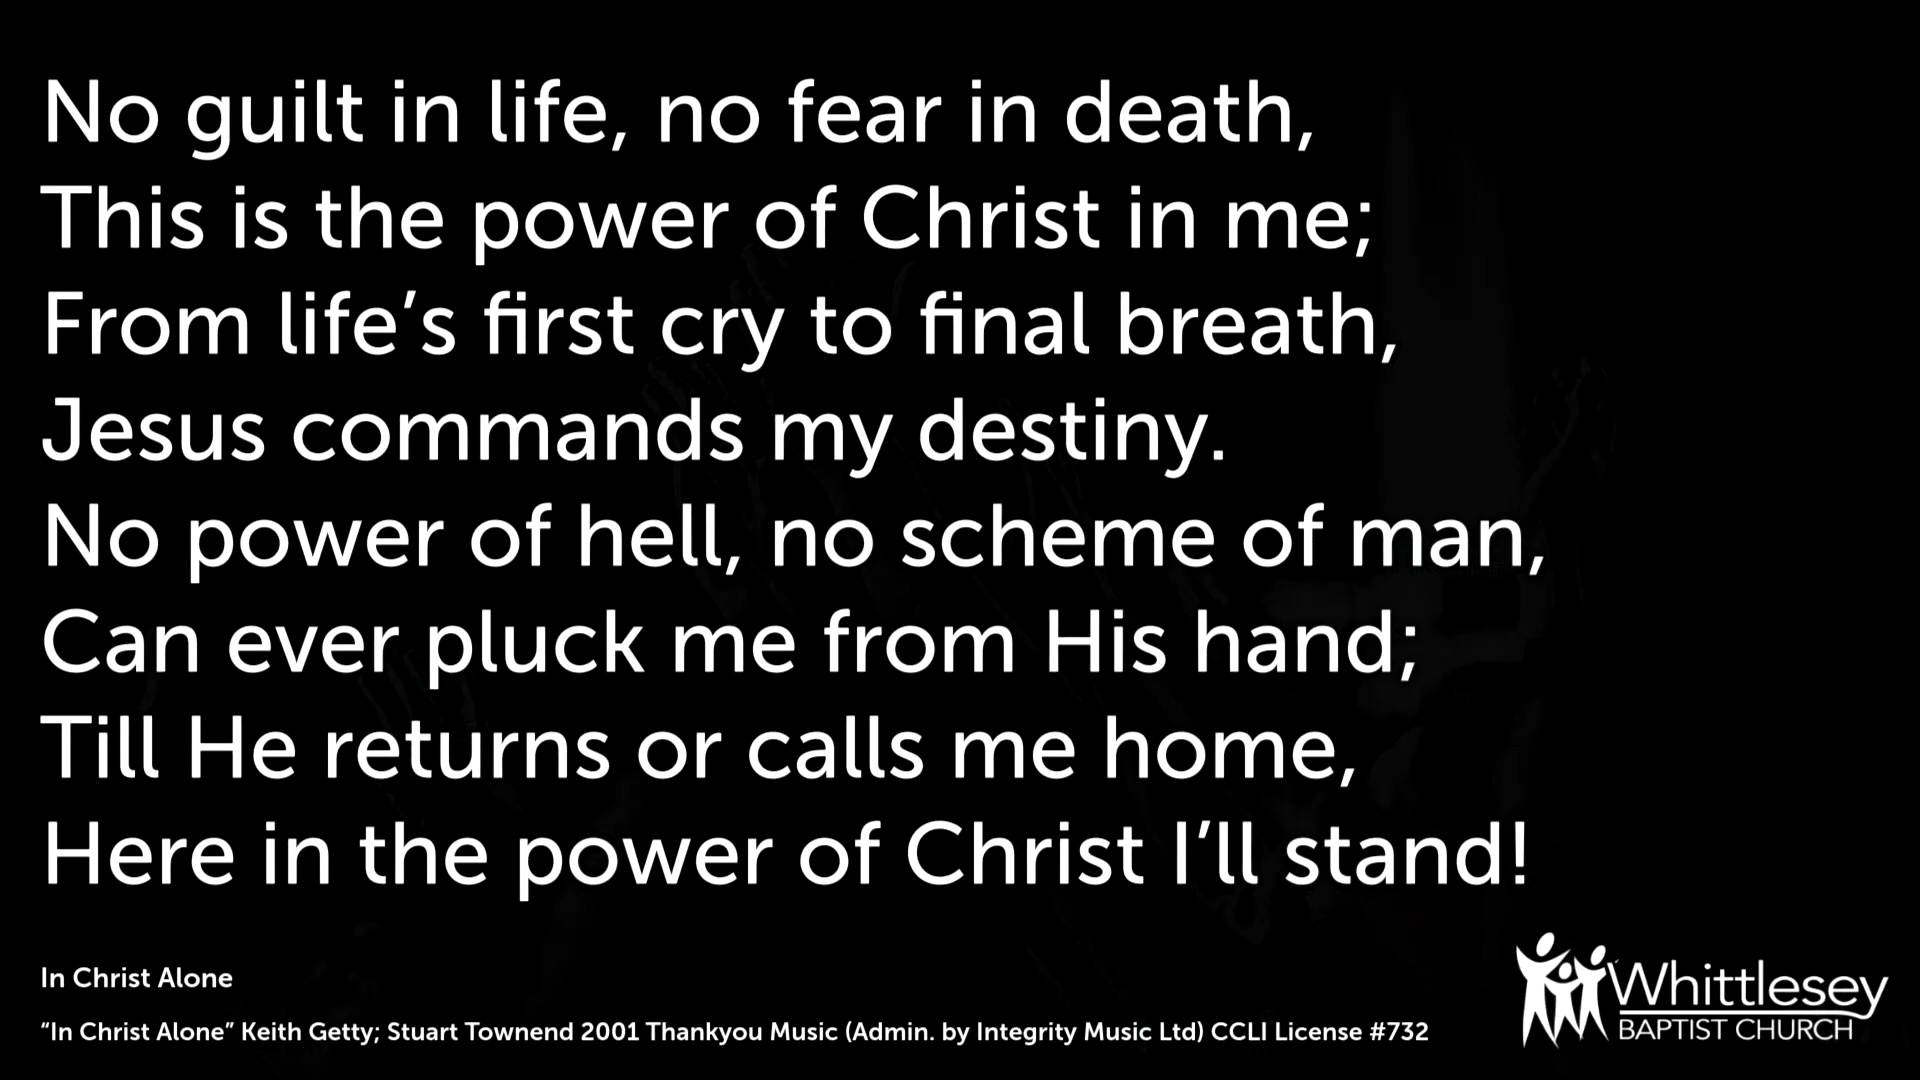 No guilt in life, no fear in death,
This is the power of Christ in me;
From life’s first cry to final breath,
Jesus commands my destiny.
No power of hell, no scheme of man,
Can ever pluck me from His hand;
Till He returns or calls me home,
Here in the power of Christ I’ll stand!
In Christ Alone
“In Christ Alone” Keith Getty; Stuart Townend 2001 Thankyou Music (Admin. by Integrity Music Ltd) CCLI License #732
Whittlesey
BAPTIST CHURCH